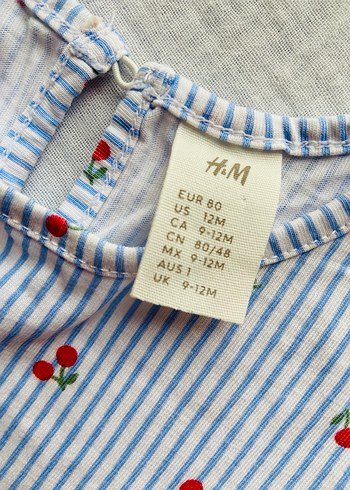 H&M
EUR 80
US 12M
CA 9-12M
CN 80/48
MX 9-12M
AUS 1
UK 9-12M